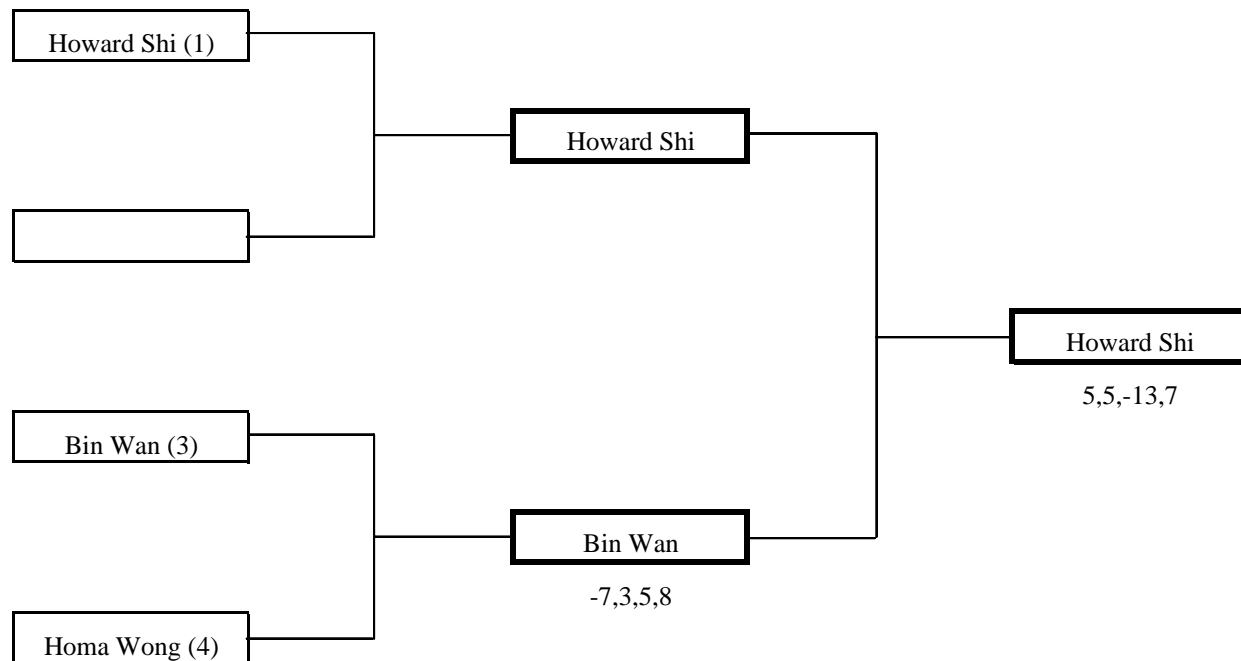 Howard Shi (1)
Howard Shi
Howard Shi
5,5,-13,7
Bin Wan (3)
Bin Wan
-7,3,5,8
Homa Wong (4)